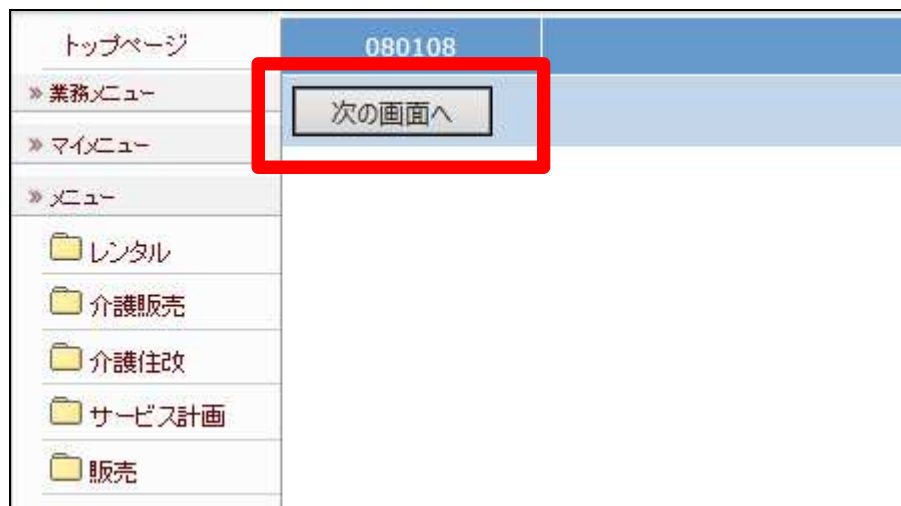 トップページ
080108
» 業務メニュー
次の画面へ
» マイメニュー
» メニュー
レンタル
介護販売
介護住改
サービス計画
販売